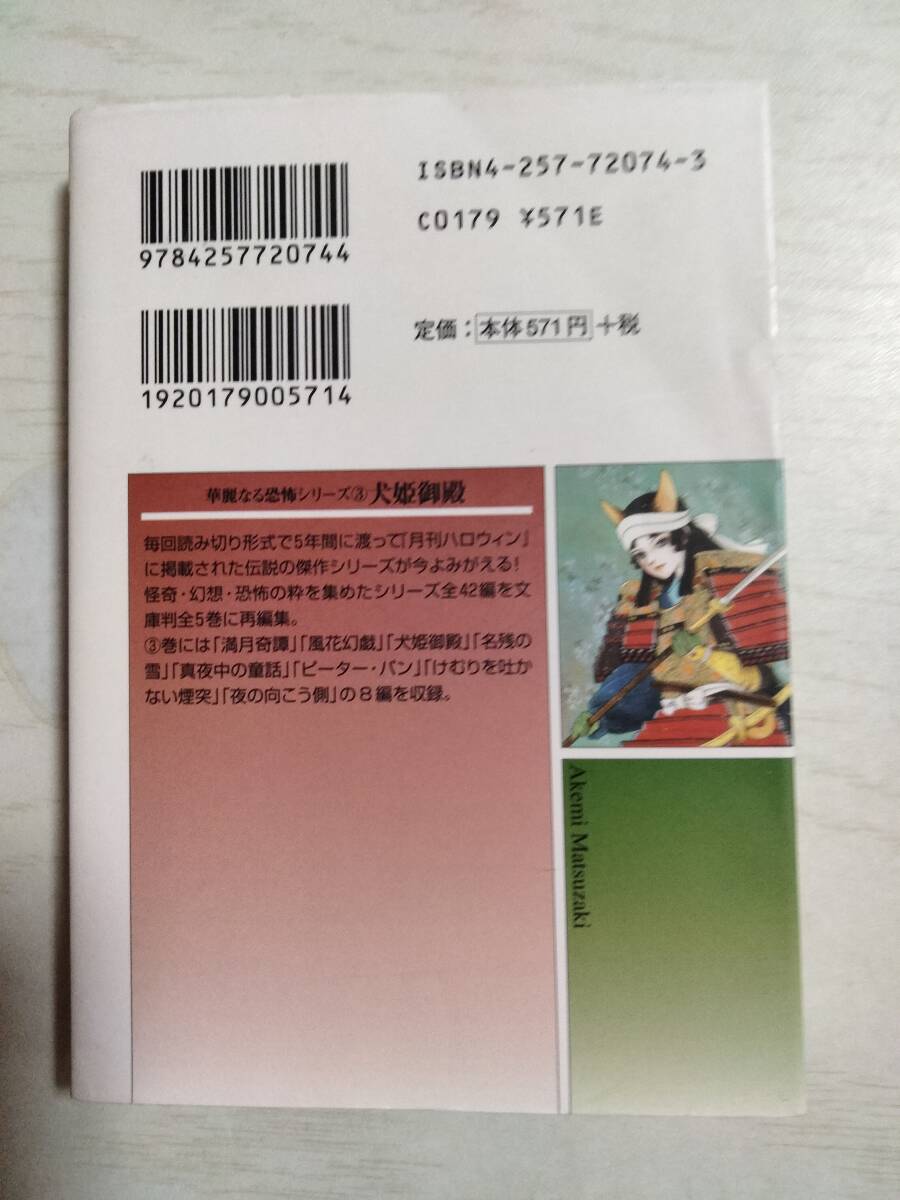 ISBN4-257-72074-3
C0179 ¥571E
9784257720744
定価：本体571円+税
1920179005714
華麗なる恐怖シリーズ③犬姫御殿
毎回読み切り形式で5年間に渡って「月刊ハロウィン」
に掲載された伝説の傑作シリーズが今よみがえる!
怪奇・幻想・恐怖の粋を集めたシリーズ全42編を文
庫判全5巻に再編集。
③巻には「満月奇譚」「風花幻戯」「犬姫御殿」「名残の
雪」「真夜中の童話」「ピーター・パン」「けむりを吐か
ない煙突」「夜の向こう側」の8編を収録。
Akemi Matsuzaki